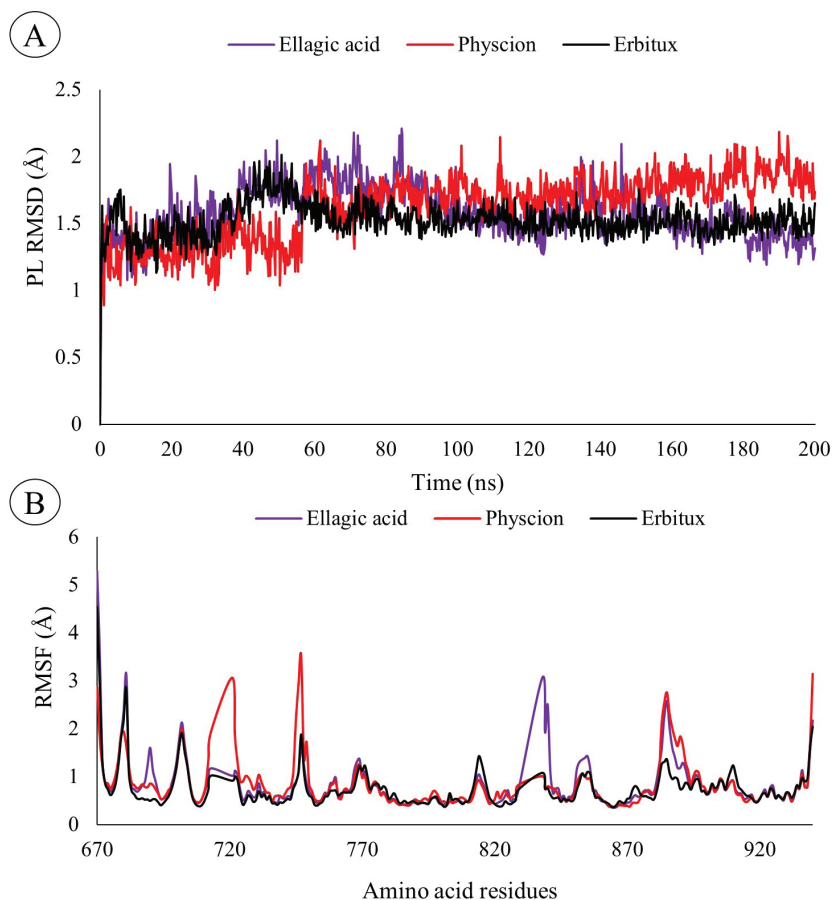 A
Ellagic acid Physcion Erbitux
PL RMSD (Å)
2.5
2
1.5
1
0.5
0
0 20 40 60 80 100 120 140 160 180 200
Time (ns)
B
Ellagic acid Physcion Erbitux
RMSF (Å)
6
5
4
3
2
1
0
670 720 770 820 870 920
Amino acid residues